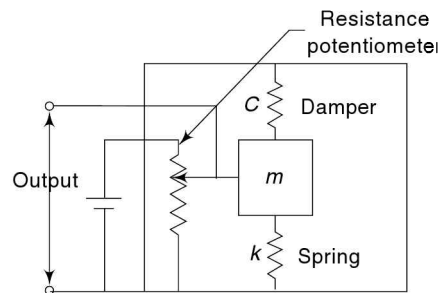 Resistance
potentiometer
C Damper
Output
m
k Spring